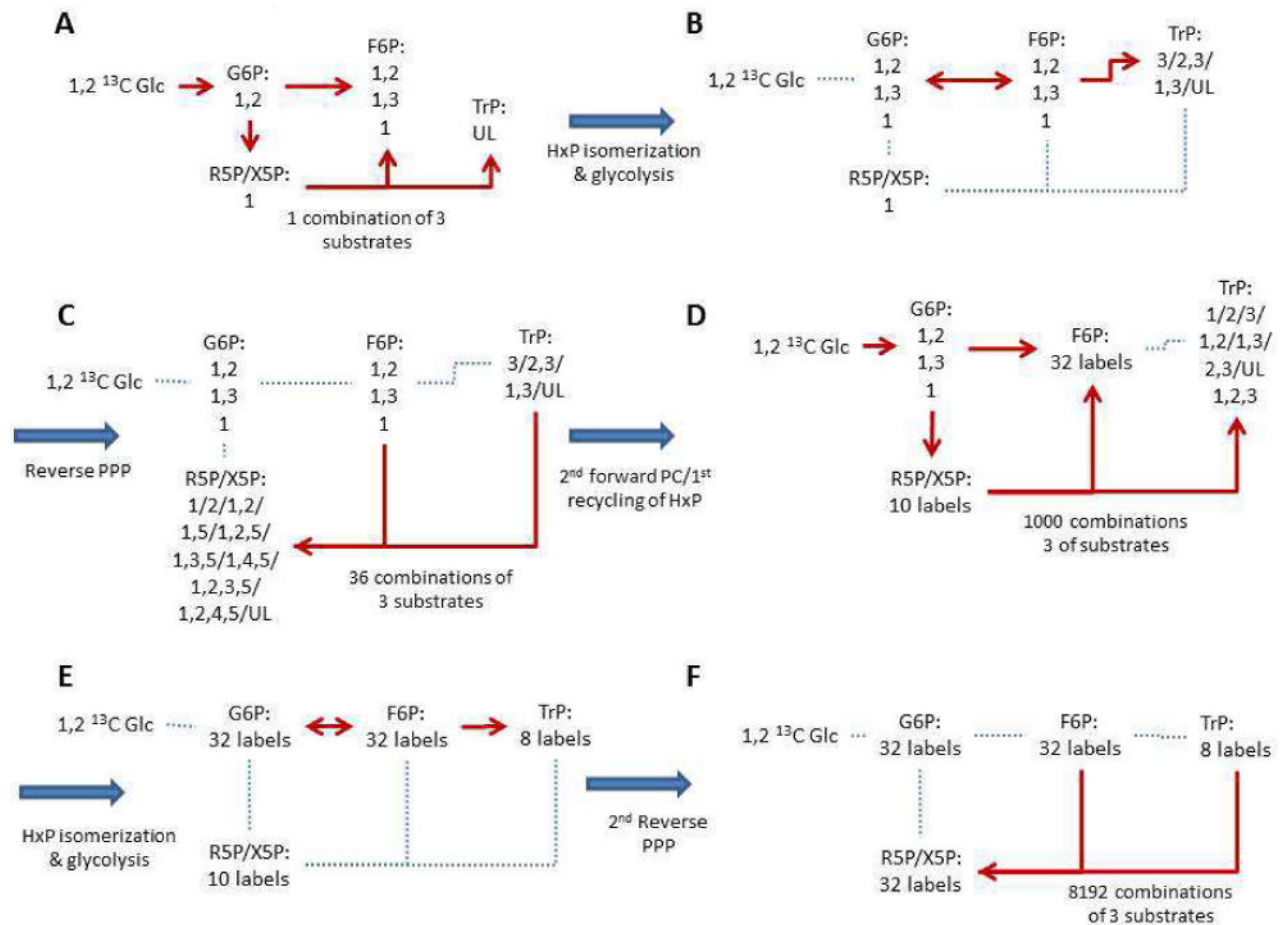 A
1,2 ¹³C Glc
G6P:
1,2
F6P:
1,2
1,3
1
TrP:
UL
R5P/X5P:
1
1 combination of 3
substrates
HxP isomerization
& glycolysis
B
1,2 ¹³C Glc
G6P:
1,2
1,3
1
F6P:
1,2
1,3
1
TrP:
3/2,3/
1,3/UL
R5P/X5P:
1
C
1,2 ¹³C Glc
G6P:
1,2
1,3
1
F6P:
1,2
1,3
1
TrP:
3/2,3/
1,3/UL
Reverse PPP
R5P/X5P:
1/2/1,2/
1,5/1,2,5/
1,3,5/1,4,5/
1,2,3,5/
1,2,4,5/UL
36 combinations of
3 substrates
2nd forward PC/1st
recycling of HxP
D
1,2 ¹³C Glc
G6P:
1,2
1,3
1
F6P:
32 labels
TrP:
1/2/3/
1,2/1,3/
2,3/UL
1,2,3
R5P/X5P:
10 labels
1000 combinations
3 of substrates
E
1,2 ¹³C Glc
G6P:
32 labels
F6P:
32 labels
TrP:
8 labels
HxP isomerization
& glycolysis
R5P/X5P:
10 labels
2nd Reverse
PPP
F
1,2 ¹³C Glc
G6P:
32 labels
F6P:
32 labels
TrP:
8 labels
R5P/X5P:
32 labels
8192 combinations
of 3 substrates